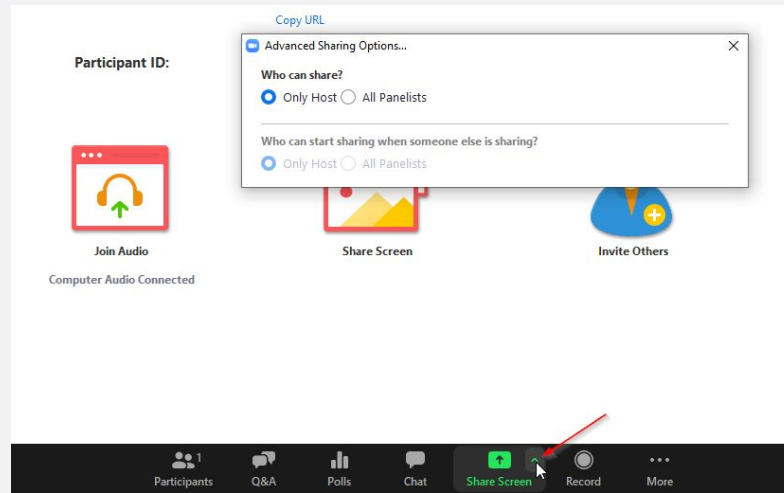 Copy URL
Advanced Sharing Options...
Participant ID:
Who can share?
Only Host All Panelists
Who can start sharing when someone else is sharing?
Only Host All Panelists
Join Audio
Share Screen
Invite Others
Computer Audio Connected
1
Participants
Q&A
Polls
Chat
Share Screen
Record
More